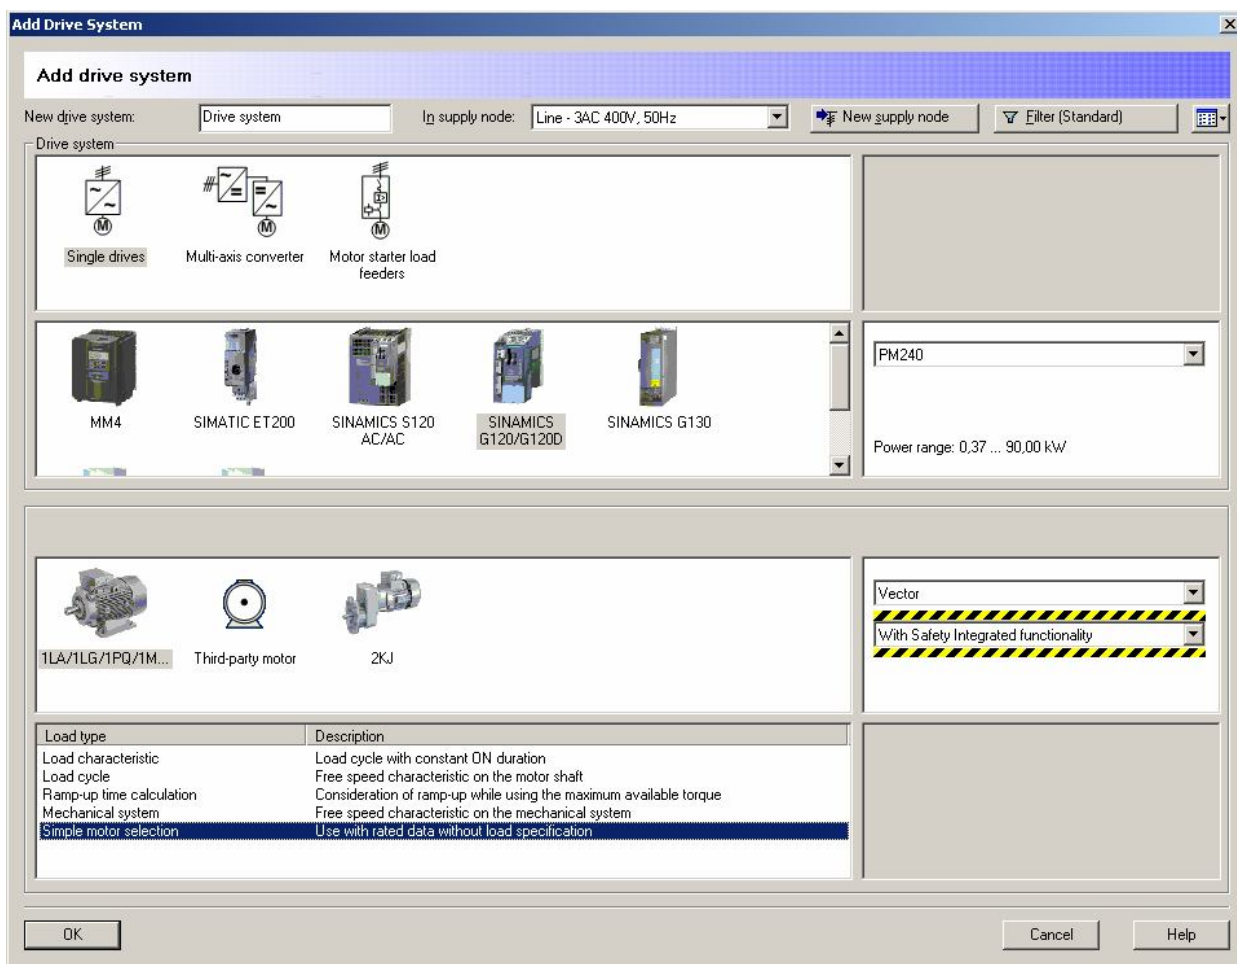 Add Drive System
Add drive system
New drive system: Drive system In supply node: Line - 3AC 400V, 50Hz New supply node Filter (Standard)
Drive system
M M M
Single drives Multi-axis converter Motor starter load
feeders
PM240
MM4 SIMATIC ET200 SINAMICS S120 SINAMICS SINAMICS G130
AC/AC G120/G120D
Power range: 0,37 ... 90,00 kW
Vector
With Safety Integrated functionality
1LA/1LG/1PQ/1M... Third-party motor 2KJ
Load type Description
Load characteristic Load cycle with constant ON duration
Load cycle Free speed characteristic on the motor shaft
Ramp-up time calculation Consideration of ramp-up while using the maximum available torque
Mechanical system Free speed characteristic on the mechanical system
Simple motor selection Use with rated data without load specification
OK Cancel Help